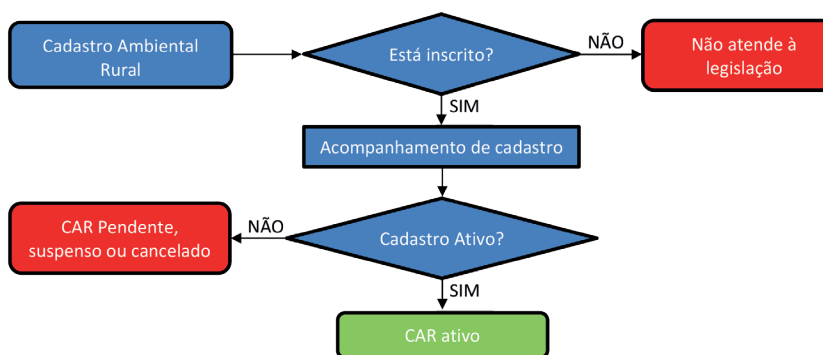 Cadastro Ambiental
Rural
Está inscrito?
NÃO
Não atende à
legislação
SIM
Acompanhamento de cadastro
CAR Pendente,
suspenso ou cancelado
NÃO
Cadastro Ativo?
SIM
CAR ativo